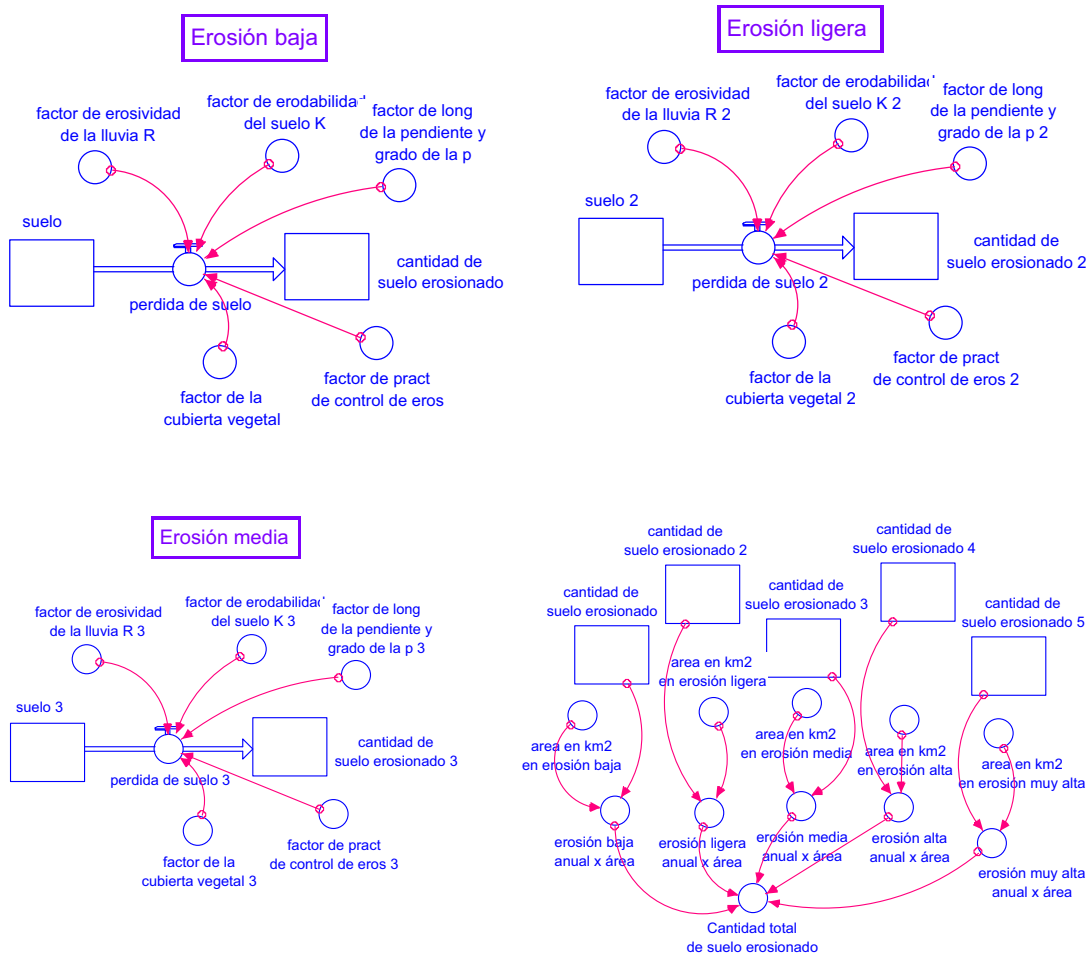 Erosión baja
factor de erosividad
de la lluvia R
factor de erodabilidad
del suelo K
factor de long
de la pendiente y
grado de la p
suelo
cantidad de
suelo erosionado
perdida de suelo
factor de la
cubierta vegetal
factor de pract
de control de eros
Erosión ligera
factor de erosividad
de la lluvia R 2
factor de erodabilidad
del suelo K 2
factor de long
de la pendiente y
grado de la p 2
suelo 2
cantidad de
suelo erosionado 2
perdida de suelo 2
factor de la
cubierta vegetal 2
factor de pract
de control de eros 2
Erosión media
factor de erosividad
de la lluvia R 3
factor de erodabilidad
del suelo K 3
factor de long
de la pendiente y
grado de la p 3
suelo 3
cantidad de
suelo erosionado 3
perdida de suelo 3
factor de la
cubierta vegetal 3
factor de pract
de control de eros 3
cantidad de
suelo erosionado 2
cantidad de
suelo erosionado 4
cantidad de
suelo erosionado
cantidad de
suelo erosionado 3
cantidad de
suelo erosionado 5
area en km2
en erosión ligera
area en km2
en erosión baja
area en km2
en erosión media
area en km2
en erosión alta
area en km2
en erosión muy alta
erosión baja
anual x área
erosión ligera
anual x área
erosión media
anual x área
erosión alta
anual x área
erosión muy alta
anual x área
Cantidad total
de suelo erosionado